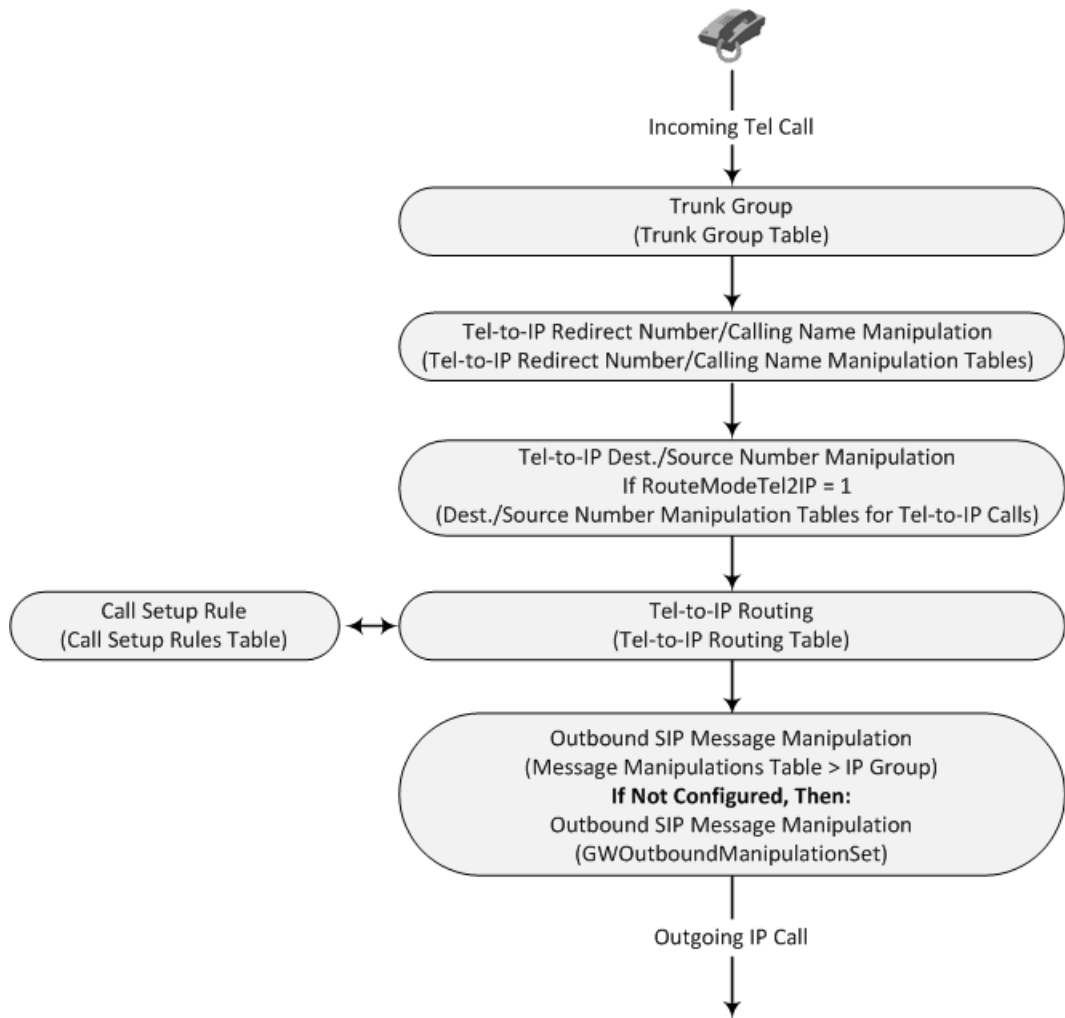 Incoming Tel Call
Trunk Group
(Trunk Group Table)
Tel-to-IP Redirect Number/Calling Name Manipulation
(Tel-to-IP Redirect Number/Calling Name Manipulation Tables)
Tel-to-IP Dest./Source Number Manipulation
If RouteModeTel2IP = 1
(Dest./Source Number Manipulation Tables for Tel-to-IP Calls)
Call Setup Rule
(Call Setup Rules Table)
Tel-to-IP Routing
(Tel-to-IP Routing Table)
Outbound SIP Message Manipulation
(Message Manipulations Table > IP Group)
If Not Configured, Then:
Outbound SIP Message Manipulation
(GWOutboundManipulationSet)
Outgoing IP Call